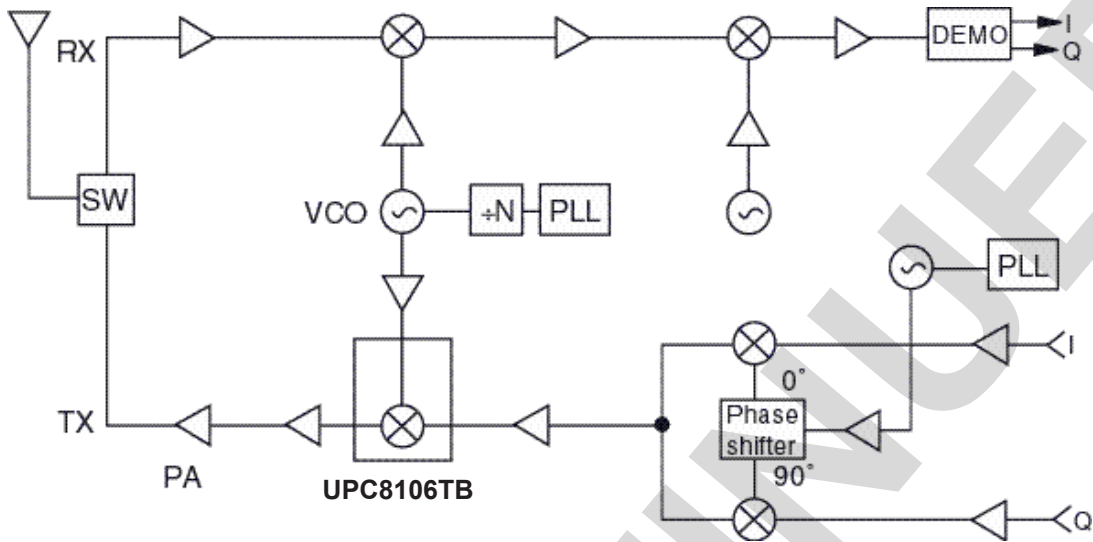 RX
DEMO
I
Q
SW
VCO
÷N
PLL
PLL
I
0°
TX
Phase
shifter
90°
PA
UPC8106TB
Q